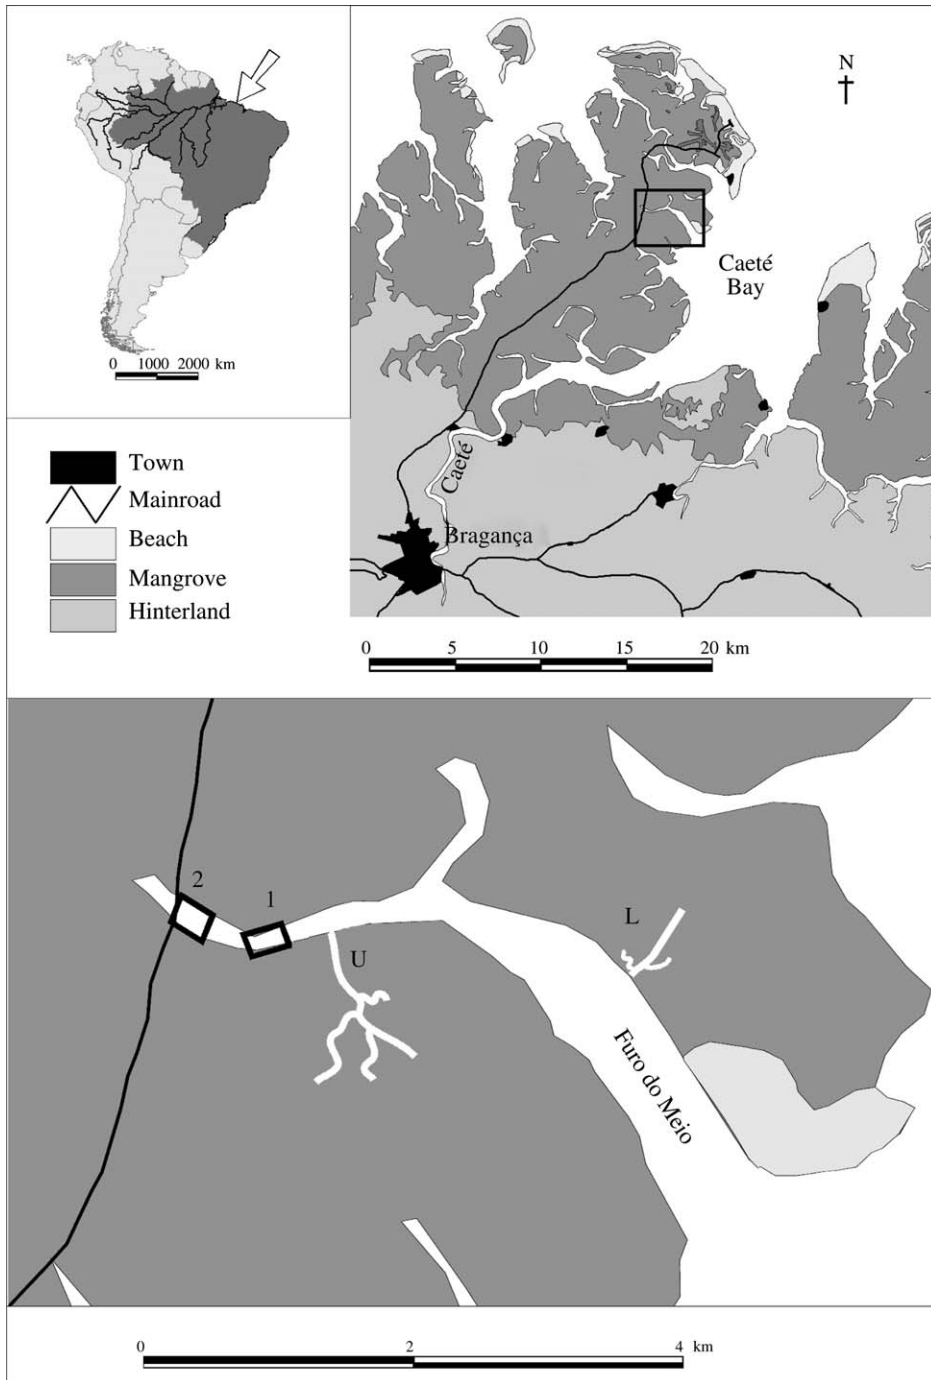 N
Caeté
Bay
0 1000 2000 km
Town
Mainroad
Beach
Mangrove
Hinterland
Caeté
Bragança
0 5 10 15 20 km
2
1
U
L
Furo do Meio
0 2 4 km